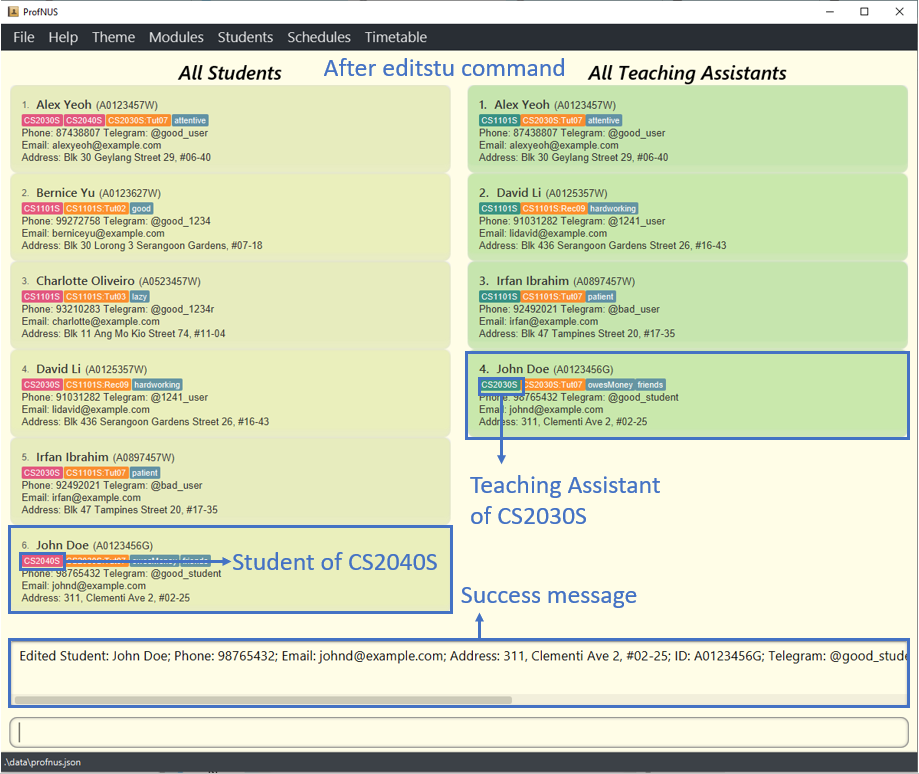 ProfNUS
File Help Theme Modules Students Schedules Timetable
After editstu command
All Students
1. Alex Yeoh (A0123457W)
CS2030S CS2040S CS2030S:Tut07 attentive
Phone: 87438807 Telegram: @good_user
Email: alexyeoh@example.com
Address: Blk 30 Geylang Street 29, #06-40
2. Bernice Yu (A0123627W)
CS1101S CS1101S:Tut02 good
Phone: 99272758 Telegram: @good_1234
Email: berniceyu@example.com
Address: Blk 30 Lorong 3 Serangoon Gardens, #07-18
3. Charlotte Oliveiro (A0523457W)
CS1101S CS1101S:Tut03 lazy
Phone: 93210283 Telegram: @good_1234r
Email: charlotte@example.com
Address: Blk 11 Ang Mo Kio Street 74, #11-04
4. David Li (A0125357W)
CS2030S CS1101S:Rec09 hardworking
Phone: 91031282 Telegram: @1241_user
Email: lidavid@example.com
Address: Blk 436 Serangoon Gardens Street 26, #16-43
5. Irfan Ibrahim (A0897457W)
CS2030S CS1101S:Tut07 patient
Phone: 92492021 Telegram: @bad_user
Email: irfan@example.com
Address: Blk 47 Tampines Street 20, #17-35
6. John Doe (A0123456G)
CS2040S CS2030S:Tut07 owesMoney friends
Student of CS2040S
Phone: 98765432 Telegram: @good_student
Email: johnd@example.com
Address: 311, Clementi Ave 2, #02-25
All Teaching Assistants
1. Alex Yeoh (A0123457W)
CS1101S CS2030S:Tut07 attentive
Phone: 87438807 Telegram: @good_user
Email: alexyeoh@example.com
Address: Blk 30 Geylang Street 29, #06-40
2. David Li (A0125357W)
CS1101S CS1101S:Rec09 hardworking
Phone: 91031282 Telegram: @1241_user
Email: lidavid@example.com
Address: Blk 436 Serangoon Gardens Street 26, #16-43
3. Irfan Ibrahim (A0897457W)
CS1101S CS1101S:Tut07 patient
Phone: 92492021 Telegram: @bad_user
Email: irfan@example.com
Address: Blk 47 Tampines Street 20, #17-35
4. John Doe (A0123456G)
CS2030S CS2030S:Tut07 owesMoney friends
Phone: 98765432 Telegram: @good_student
Email: johnd@example.com
Address: 311, Clementi Ave 2, #02-25
Teaching Assistant
of CS2030S
Success message
Edited Student: John Doe; Phone: 98765432; Email: johnd@example.com; Address: 311, Clementi Ave 2, #02-25; ID: A0123456G; Telegram: @good_stude
.\data\profnus.json